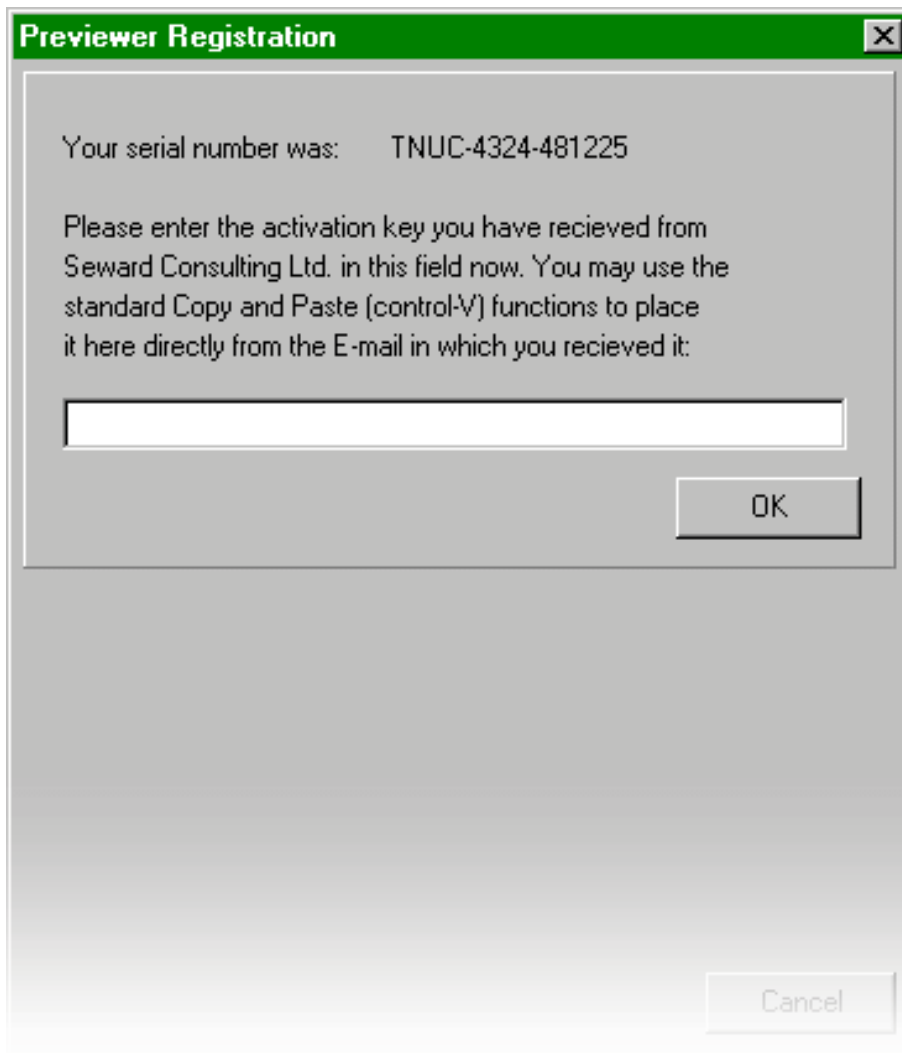 Previewer Registration
Your serial number was: TNUC-4324-481225
Please enter the activation key you have recieved from
Seward Consulting Ltd. in this field now. You may use the
standard Copy and Paste (control-V) functions to place
it here directly from the E-mail in which you recieved it:
OK
Cancel